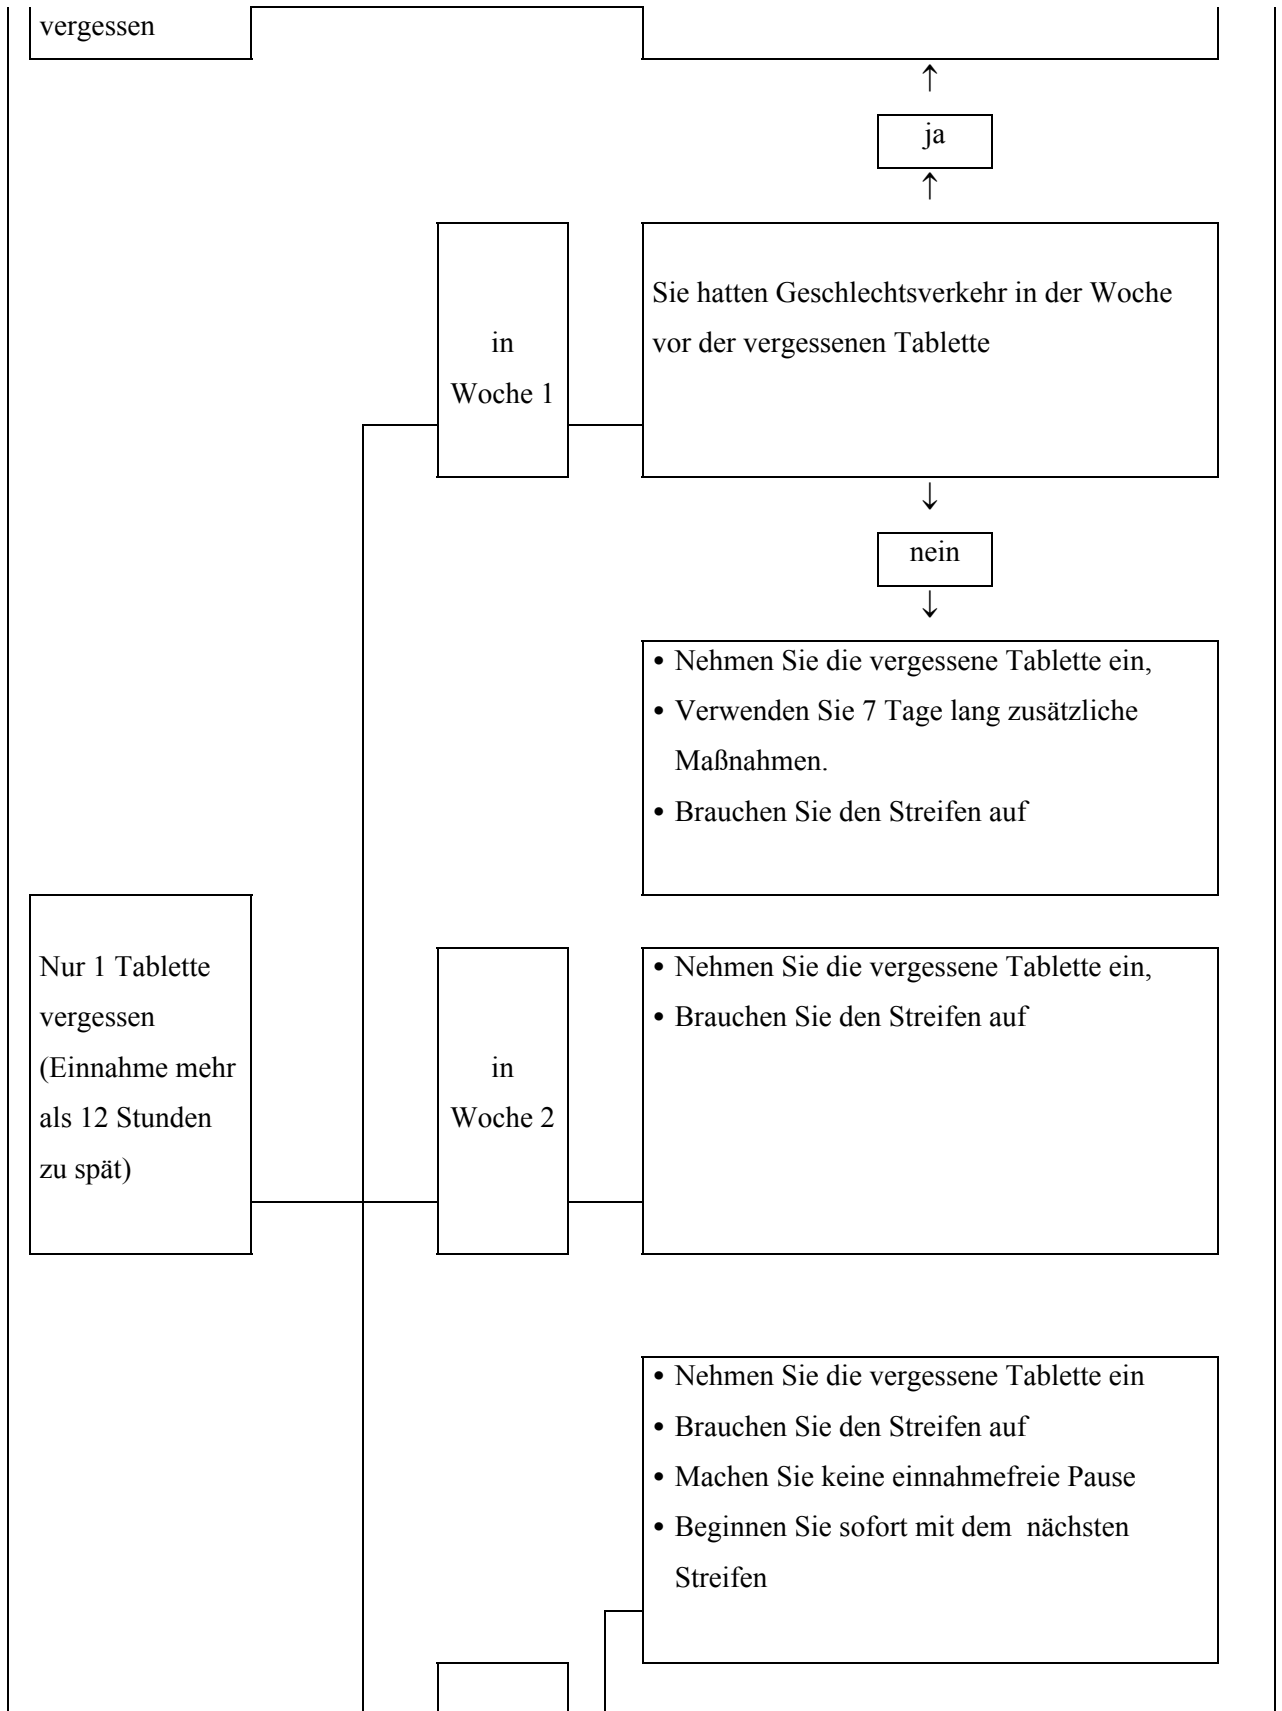 vergessen
↑
ja
↑
in
Woche 1
Sie hatten Geschlechtsverkehr in der Woche
vor der vergessenen Tablette
↓
nein
↓
• Nehmen Sie die vergessene Tablette ein,
• Verwenden Sie 7 Tage lang zusätzliche
Maßnahmen.
• Brauchen Sie den Streifen auf
Nur 1 Tablette
vergessen
(Einnahme mehr
als 12 Stunden
zu spät)
in
Woche 2
• Nehmen Sie die vergessene Tablette ein,
• Brauchen Sie den Streifen auf
• Nehmen Sie die vergessene Tablette ein
• Brauchen Sie den Streifen auf
• Machen Sie keine einnahmefreie Pause
• Beginnen Sie sofort mit dem  nächsten
Streifen